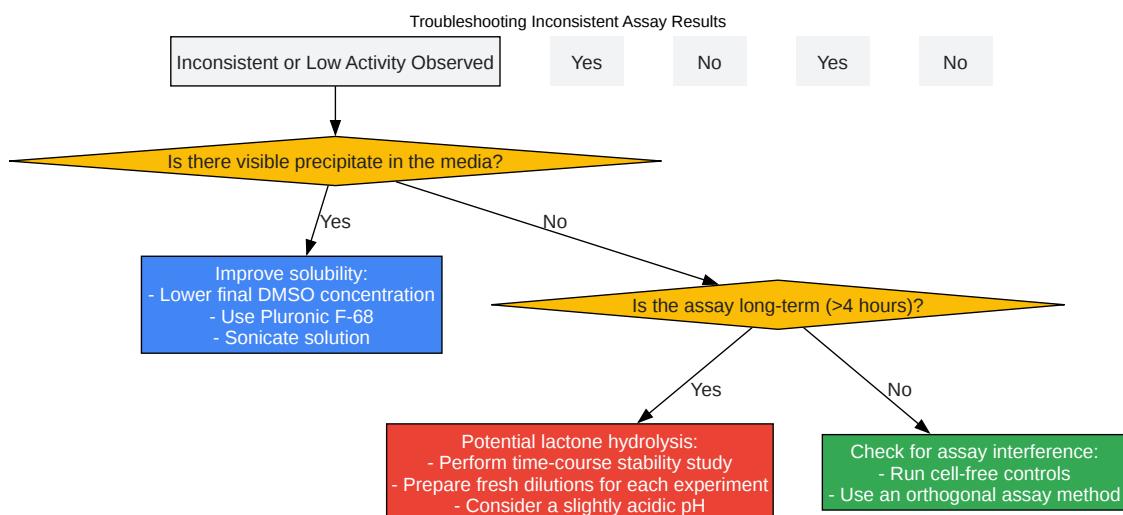 Troubleshooting Inconsistent Assay Results
Inconsistent or Low Activity Observed
Yes
No
Yes
No
Is there visible precipitate in the media?
Yes
No
Improve solubility:
- Lower final DMSO concentration
- Use Pluronic F-68
- Sonicate solution
Is the assay long-term (>4 hours)?
Yes
No
Potential lactone hydrolysis:
- Perform time-course stability study
- Prepare fresh dilutions for each experiment
- Consider a slightly acidic pH
Check for assay interference:
- Run cell-free controls
- Use an orthogonal assay method